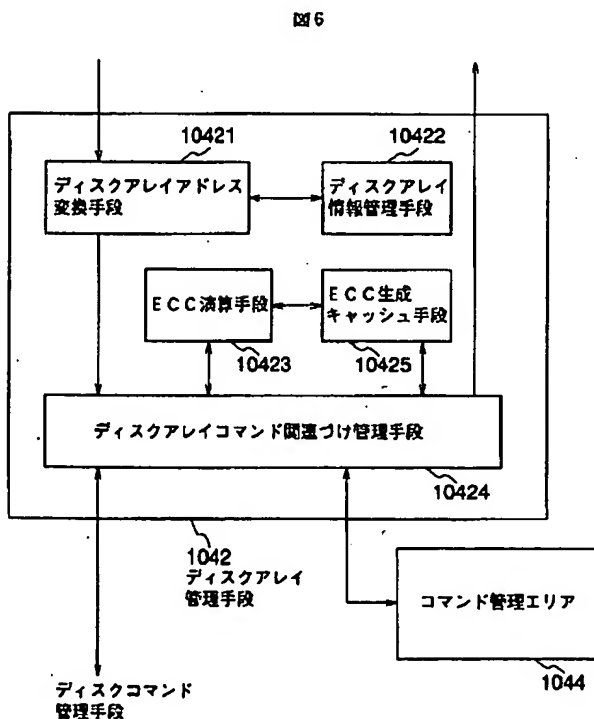 図6
10421
10422
ディスクアレイアドレス
変換手段
ディスクアレイ
情報管理手段
ECC演算手段
ECC生成
キャッシュ手段
10423
10425
ディスクアレイコマンド関連づけ管理手段
10424
1042
ディスクアレイ
管理手段
コマンド管理エリア
1044
ディスクコマンド
管理手段